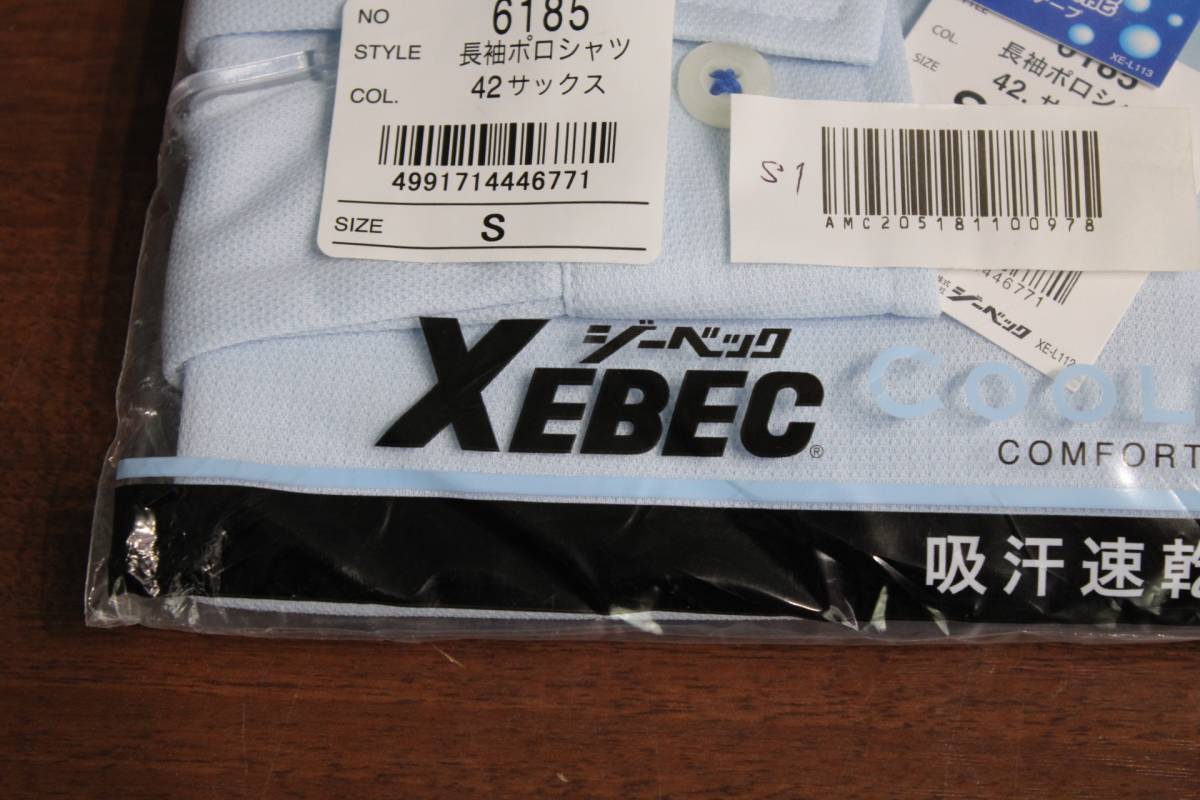 NO 6185
STYLE 長袖ポロシャツ
COL. 42サックス
4991714446771
SIZE S
COL.
6185
長袖ポロシャ
SIZE
42.
XE-L113
S1
AMC205181100978
446771
ジーベック
XE-L112
ジーベック
XEBEC®
COOL
COMFORT
吸汗速乾